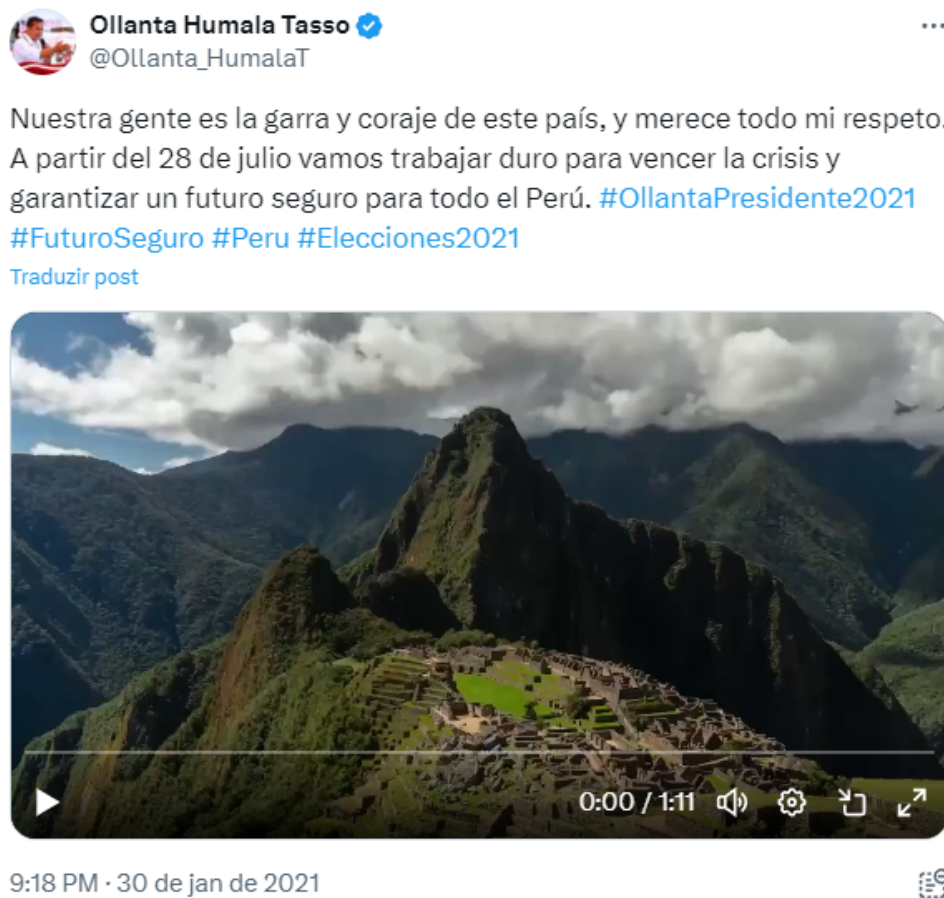 Ollanta Humala Tasso
@Ollanta_HumalaT
Nuestra gente es la garra y coraje de este país, y merece todo mi respeto.
A partir del 28 de julio vamos trabajar duro para vencer la crisis y
garantizar un futuro seguro para todo el Perú. #OllantaPresidente2021
#FuturoSeguro #Peru #Elecciones2021
Traduzir post
0:00 / 1:11
9:18 PM · 30 de jan de 2021